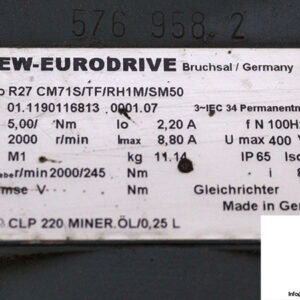 576 958.2
EW-EURODRIVE Bruchsal / Germany
R27 CM71S/TF/RH1M/SM50
01.1190116813 0001.07 3~IEC 34 Permanentm
5,00/ Nm Io 2,20 A f N 100H
2000 r/min Imax 8,80 A U max 400
M1 kg 11.14 IP 65 Iso
r/min 2000/245 Nm Gleichrichter
mse V Nm Made in Ger
CLP 220 MINER.ÖL/0,25 L